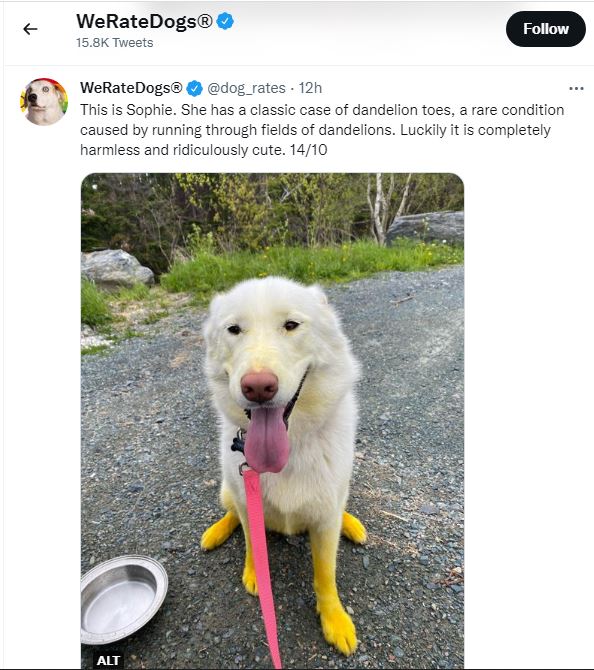 WeRateDogs®
15.8K Tweets
Follow
WeRateDogs® @dog_rates · 12h
This is Sophie. She has a classic case of dandelion toes, a rare condition
caused by running through fields of dandelions. Luckily it is completely
harmless and ridiculously cute. 14/10
ALT